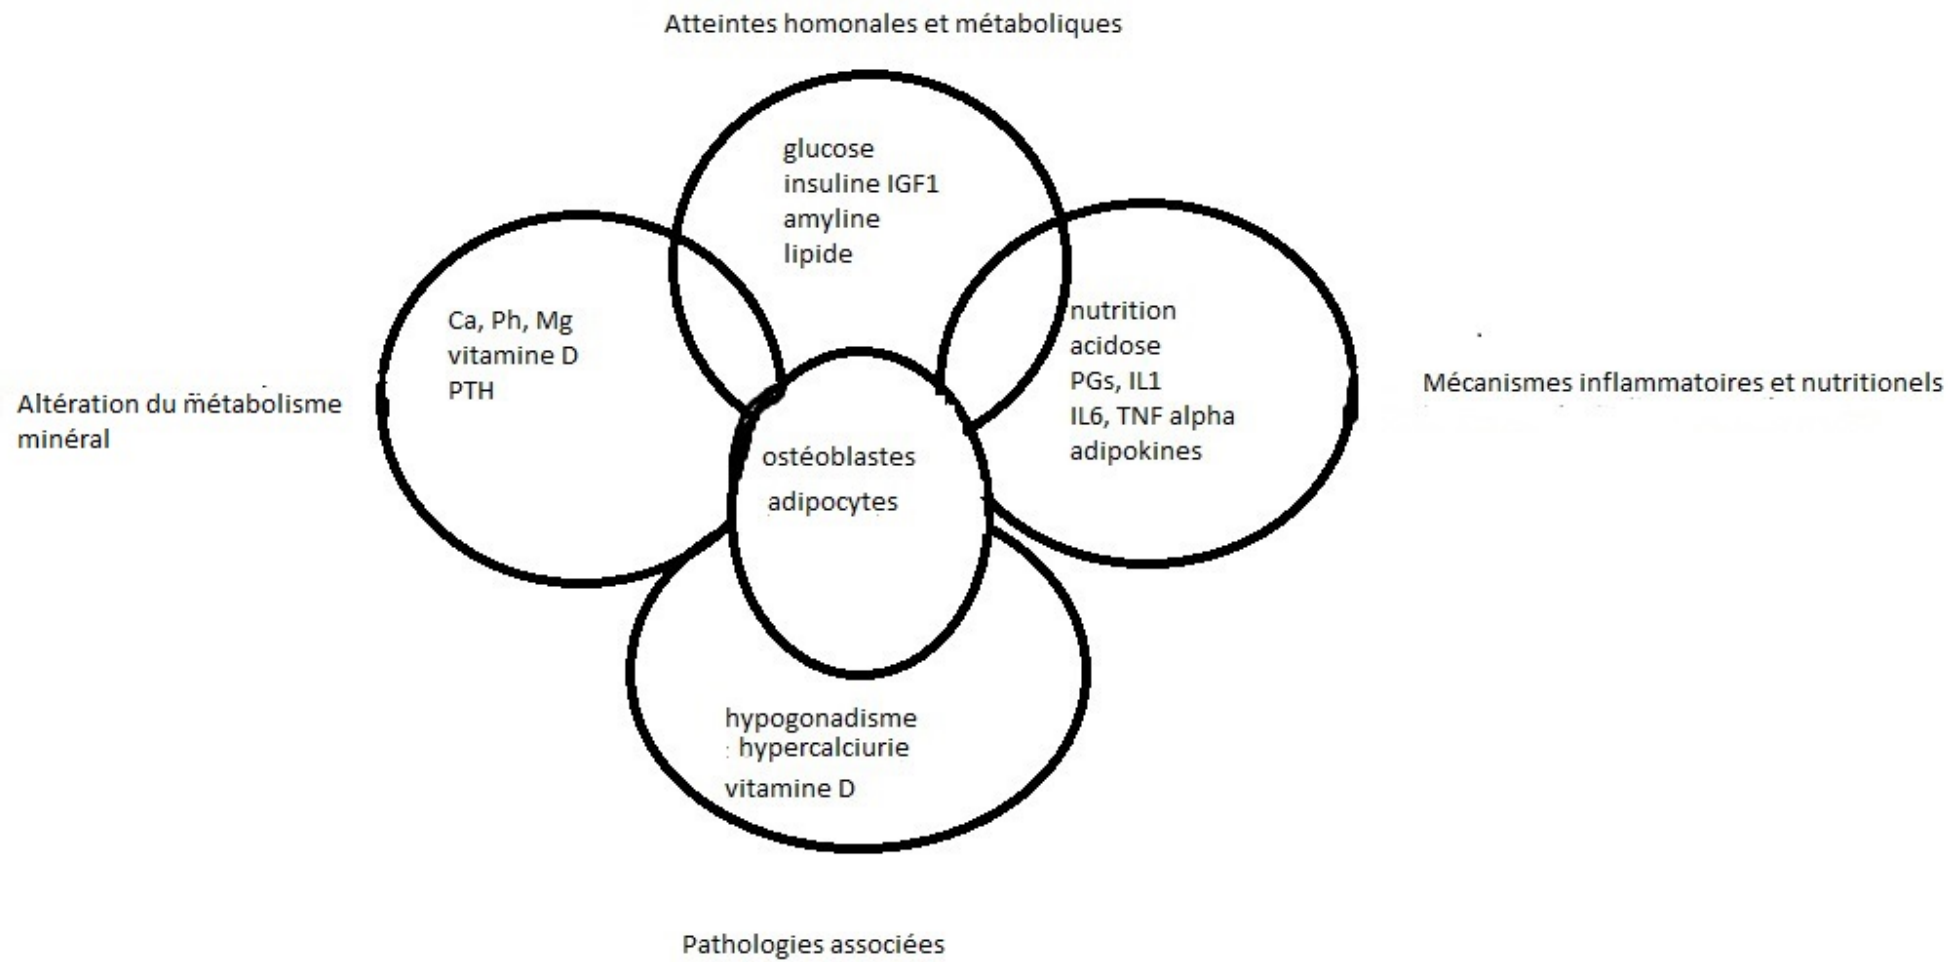 Atteintes homonales et métaboliques
glucose
insuline IGF1
amyline
lipide
Ca, Ph, Mg
vitamine D
PTH
nutrition
acidose
PGs, IL1
IL6, TNF alpha
adipokines
Altération du métabolisme
minéral
Mécanismes inflammatoires et nutritionels
ostéoblastes
adipocytes
hypogonadisme
hypercalciurie
vitamine D
Pathologies associées